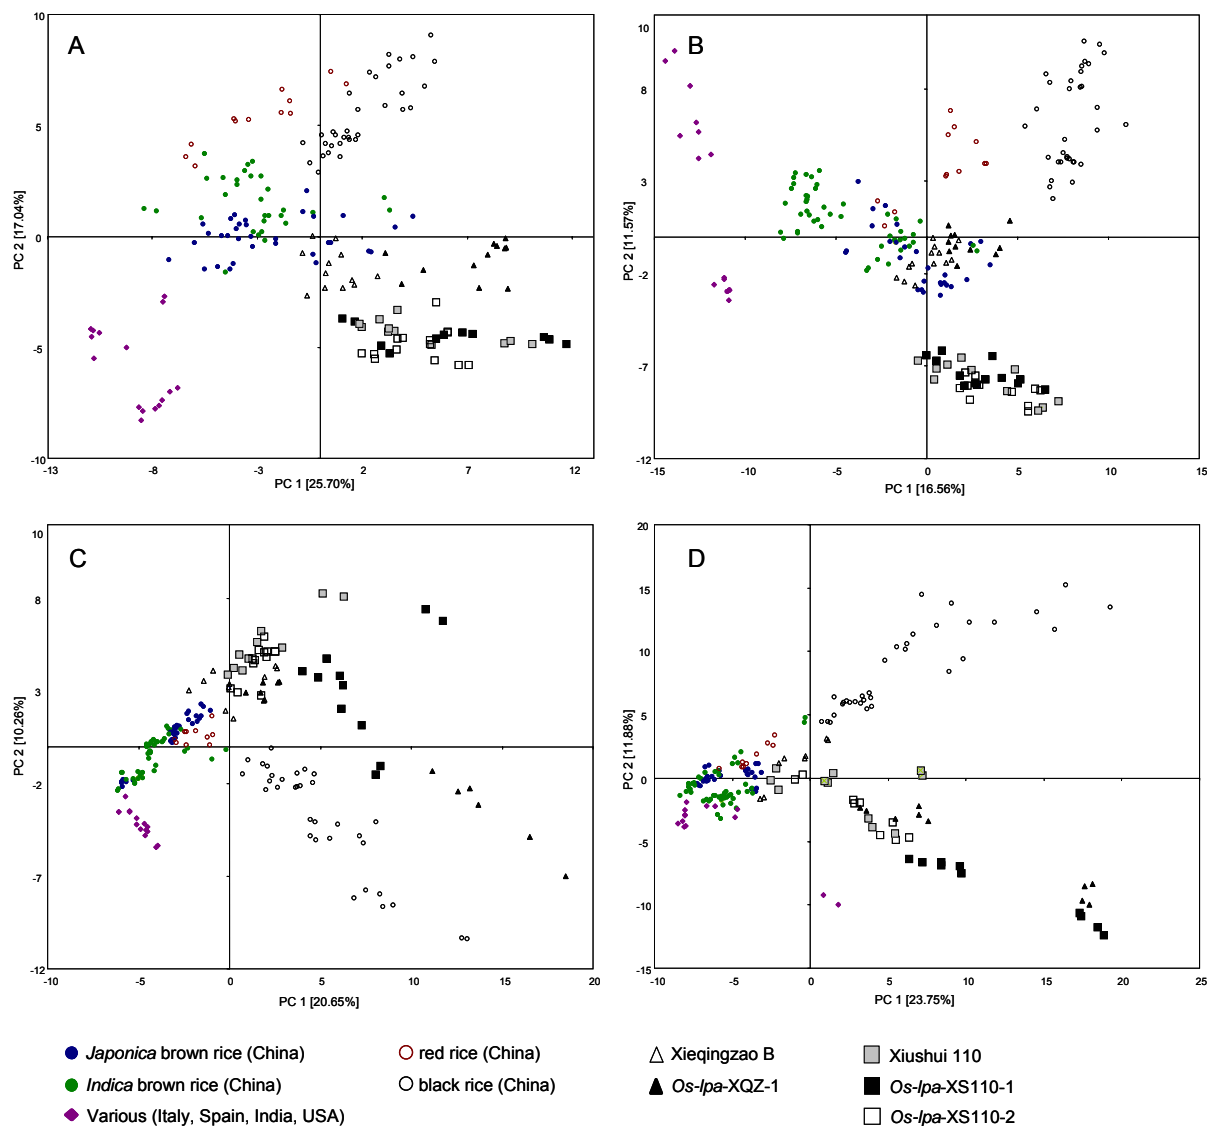 A
10
5
0
-5
-10
PC 2 [17.04%]
-13
-8
-3
2
7
12
PC 1 [25.70%]
B
10
8
3
-2
-7
-12
PC 2 [11.57%]
-15
-10
-5
0
5
10
15
PC 1 [16.56%]
C
10
8
3
-2
-7
-12
PC 2 [10.26%]
-10
-5
0
5
10
15
20
PC 1 [20.65%]
D
20
15
10
5
0
-5
-10
-15
PC 2 [11.88%]
-10
-5
0
5
10
15
20
25
PC 1 [23.75%]
Japonica brown rice (China)
Indica brown rice (China)
Various (Italy, Spain, India, USA)
red rice (China)
black rice (China)
Xieqingzao B
Os-lpa-XQZ-1
Xiushui 110
Os-lpa-XS110-1
Os-lpa-XS110-2